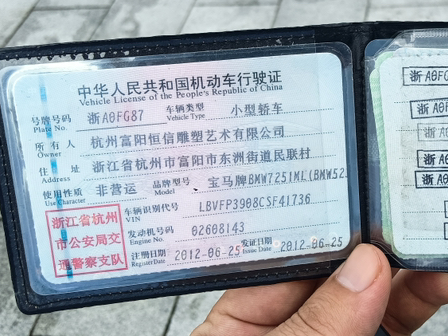 中华人民共和国机动车行驶证
Vehicle License of the People's Republic of China
号牌号码 浙A0FG87 车辆类型 小型轿车
Plate No. Vehicle Type
所有人 杭州富阳恒信雕塑艺术有限公司
Owner
住址 浙江省杭州市富阳市东洲街道民联村
Address
使用性质 非营运 品牌型号 宝马牌BMW7251ML(BMW52
Use Character Model
浙江省杭州
市公安局交
通警察支队
车辆识别代号 LBVFP3908CSF41736
VIN
发动机号码 02608143
Engine No.
注册日期 2012-06-25 发证日期 2012-06-25
Register Date Issue Date
浙A0F